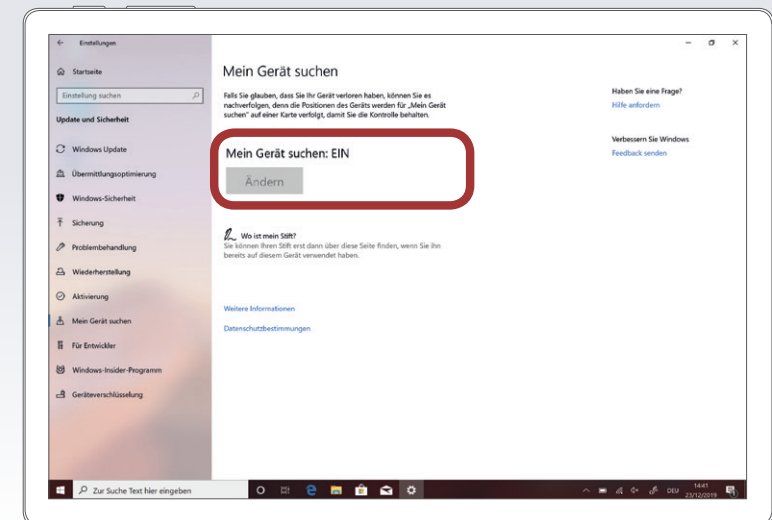 Einstellungen
Startseite
Einstellung suchen
Update und Sicherheit
Windows Update
Übermittlungsoptimierung
Windows-Sicherheit
Sicherung
Problembehandlung
Wiederherstellung
Aktivierung
Mein Gerät suchen
Für Entwickler
Windows-Insider-Programm
Geräteverschlüsselung
Mein Gerät suchen
Falls Sie glauben, dass Sie Ihr Gerät verloren haben, können Sie es
nachverfolgen, denn die Positionen des Geräts werden für „Mein Gerät
suchen" auf einer Karte verfolgt, damit Sie die Kontrolle behalten.
Mein Gerät suchen: EIN
Ändern
Wo ist mein Stift?
Sie können Ihren Stift erst dann über diese Seite finden, wenn Sie ihn
bereits auf diesem Gerät verwendet haben.
Weitere Informationen
Datenschutzbestimmungen
Haben Sie eine Frage?
Hilfe anfordern
Verbessern Sie Windows
Feedback senden
Zur Suche Text hier eingeben
DEU
14:41
23/12/2019